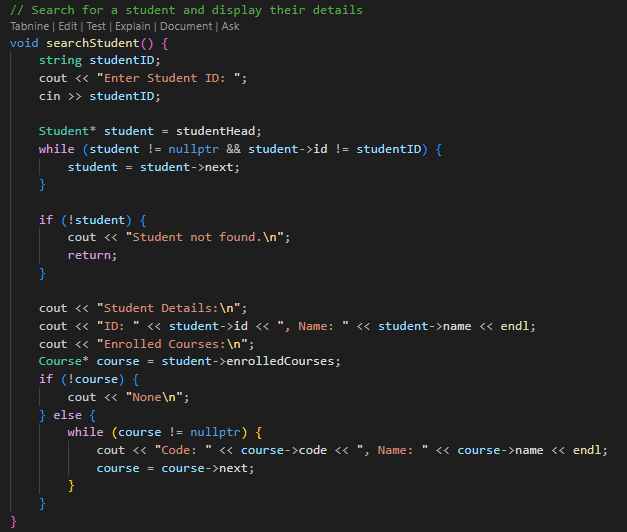 // Search for a student and display their details
Tabnine | Edit | Test | Explain | Document | Ask
void searchStudent() {
    string studentID;
    cout << "Enter Student ID: ";
    cin >> studentID;

    Student* student = studentHead;
    while (student != nullptr && student->id != studentID) {
        student = student->next;
    }

    if (!student) {
        cout << "Student not found.\n";
        return;
    }

    cout << "Student Details:\n";
    cout << "ID: " << student->id << ", Name: " << student->name << endl;
    cout << "Enrolled Courses:\n";
    Course* course = student->enrolledCourses;
    if (!course) {
        cout << "None\n";
    } else {
        while (course != nullptr) {
            cout << "Code: " << course->code << ", Name: " << course->name << endl;
            course = course->next;
        }
    }
}